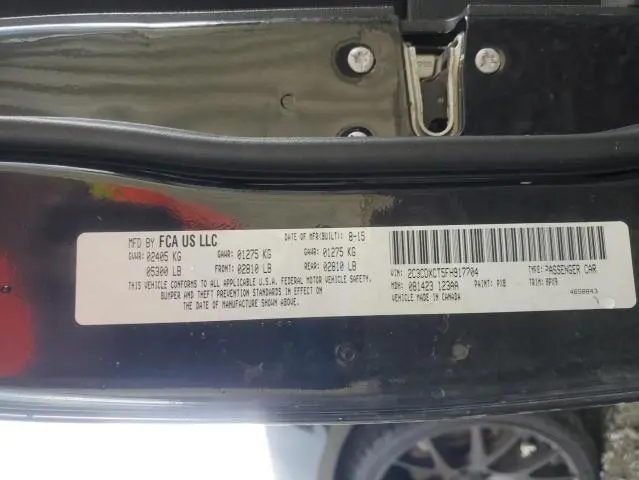 MFD BY FCA US LLC DATE OF MFR(BUILT): 8-15
GVWR: 02405 KG GAWR: 01275 KG GAWR: 01275 KG
05300 LB FRONT: 02810 LB REAR: 02810 LB
THIS VEHICLE CONFORMS TO ALL APPLICABLE U.S.A. FEDERAL MOTOR VEHICLE SAFETY,
BUMPER AND THEFT PREVENTION STANDARDS IN EFFECT ON
THE DATE OF MANUFACTURE SHOWN ABOVE.
VIN: 2C3CDXCT5FH917704 TYPE: PASSENGER CAR
MDH: 081423 123AA PAINT: PX8 TRIM: BPX9
VEHICLE MADE IN CANADA 4658843